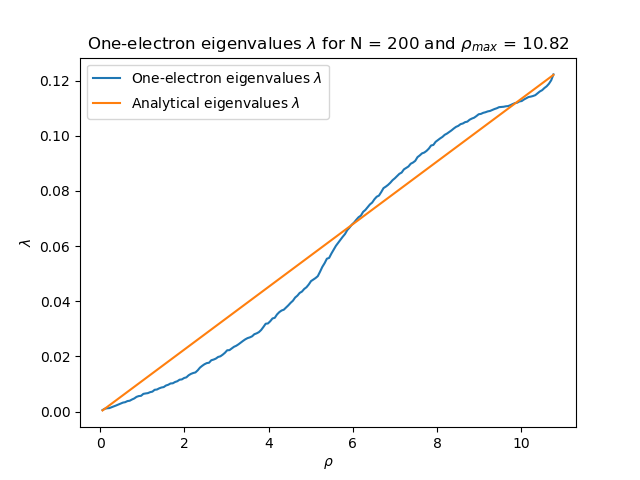 One-electron eigenvalues λ for N = 200 and ρmax = 10.82
One-electron eigenvalues λ
Analytical eigenvalues λ
0.12
0.10
0.08
0.06
0.04
0.02
0.00
λ
0
2
4
6
8
10
ρ